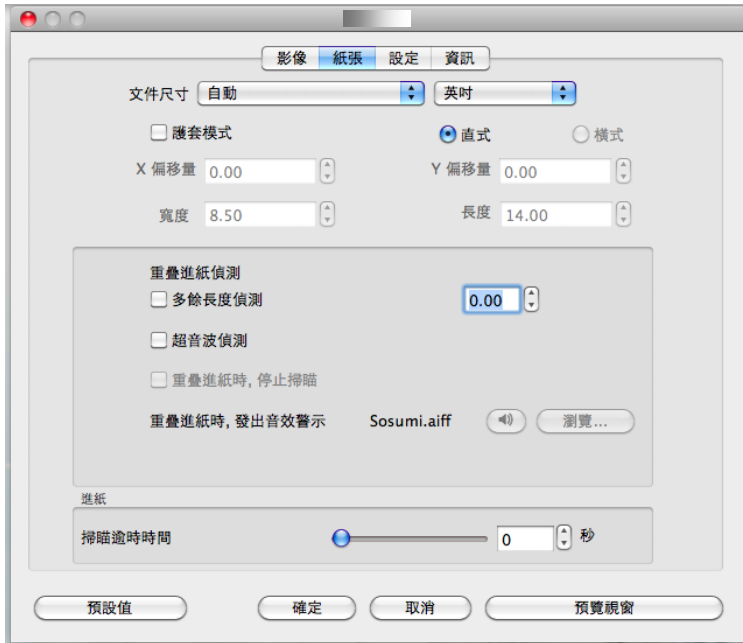 影像 紙張 設定 資訊
文件尺寸 自動 英吋
護套模式 直式 橫式
X 偏移量 0.00 Y 偏移量 0.00
寬度 8.50 長度 14.00
重疊進紙偵測
多餘長度偵測 0.00
超音波偵測
重疊進紙時, 停止掃瞄
重疊進紙時, 發出音效警示 Sosumi.aiff 瀏覽...
進紙
掃瞄逾時時間 0 秒
預設值 確定 取消 預覽視窗